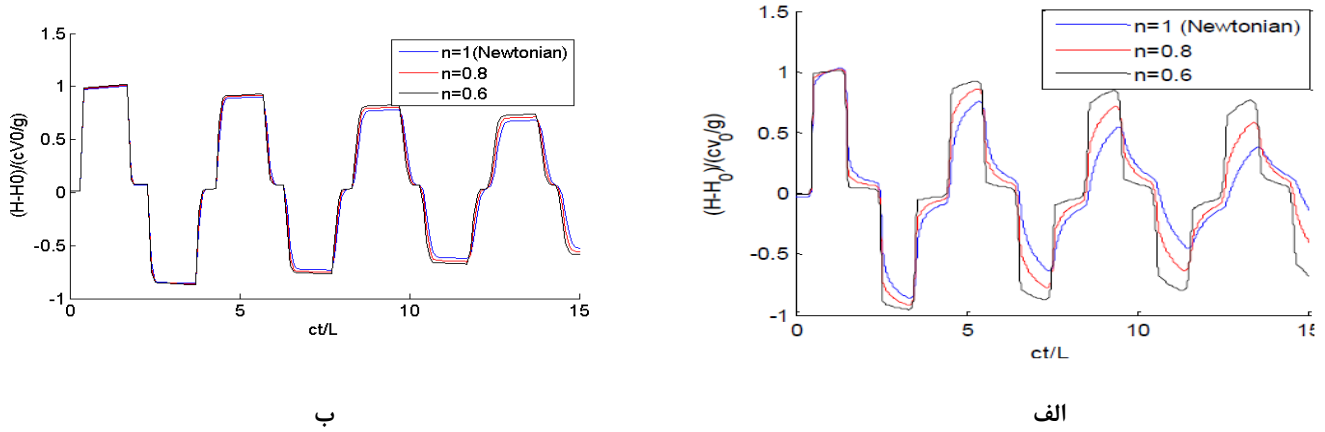 1.5
1
0.5
0
-0.5
-1
0
5
10
15
(H-H0)/(cV0/g)
ct/L
n=1(Newtonian)
n=0.8
n=0.6
ب
1.5
1
0.5
0
-0.5
-1
0
5
10
15
(H-H₀)/(cv₀/g)
ct/L
n=1 (Newtonian)
n=0.8
n=0.6
الف